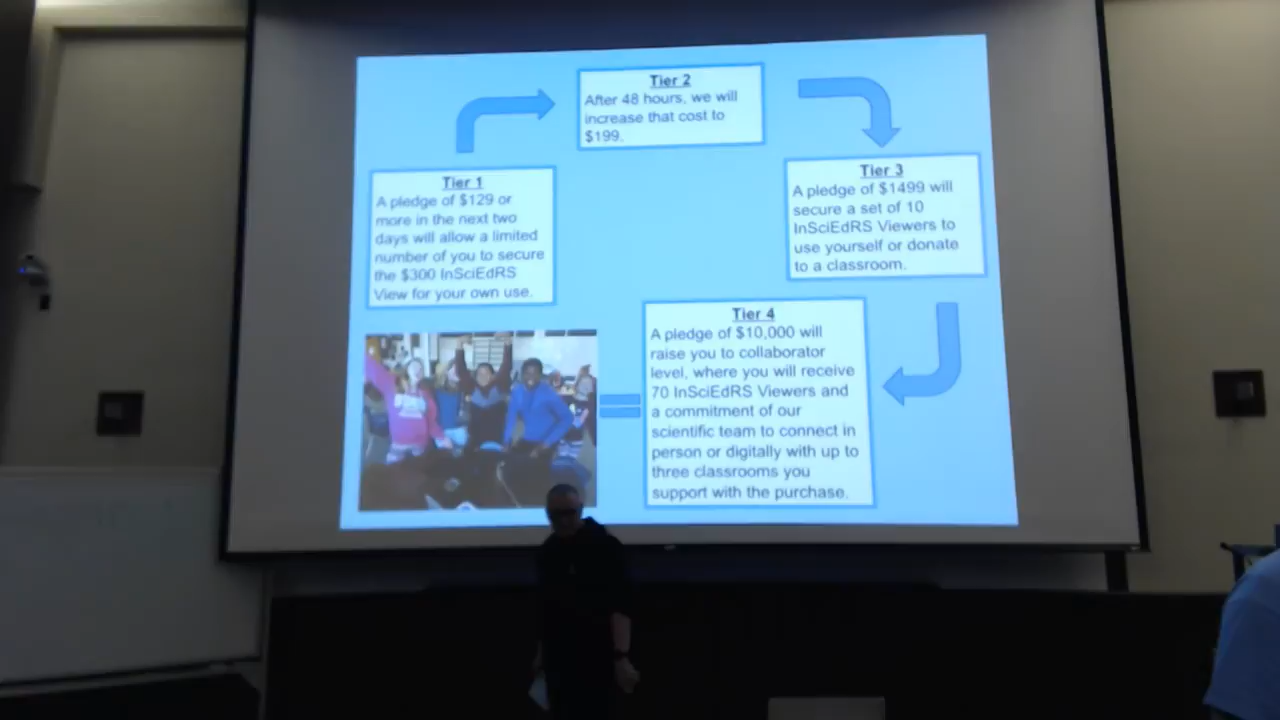 Tier 1
A pledge of $129 or
more in the next two
days will allow a limited
number of you to secure
the $300 InSciEdRS
View for your own use.
Tier 2
After 48 hours, we will
increase that cost to
$199.
Tier 3
A pledge of $1499 will
secure a set of 10
InSciEdRS Viewers to
use yourself or donate
to a classroom.
Tier 4
A pledge of $10,000 will
raise you to collaborator
level, where you will receive
70 InSciEdRS Viewers and
a commitment of our
scientific team to connect in
person or digitally with up to
three classrooms you
support with the purchase.